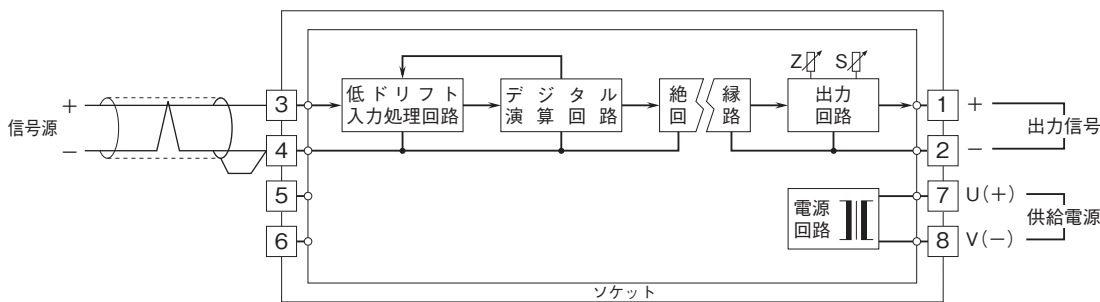 信号源
+
−
3
4
5
6
低ドリフト
入力処理回路
デジタル
演算回路
絶縁
回路
Z
S
出力
回路
1
+
2
−
出力信号
電源
回路
7
U(+)
8
V(−)
供給電源
ソケット